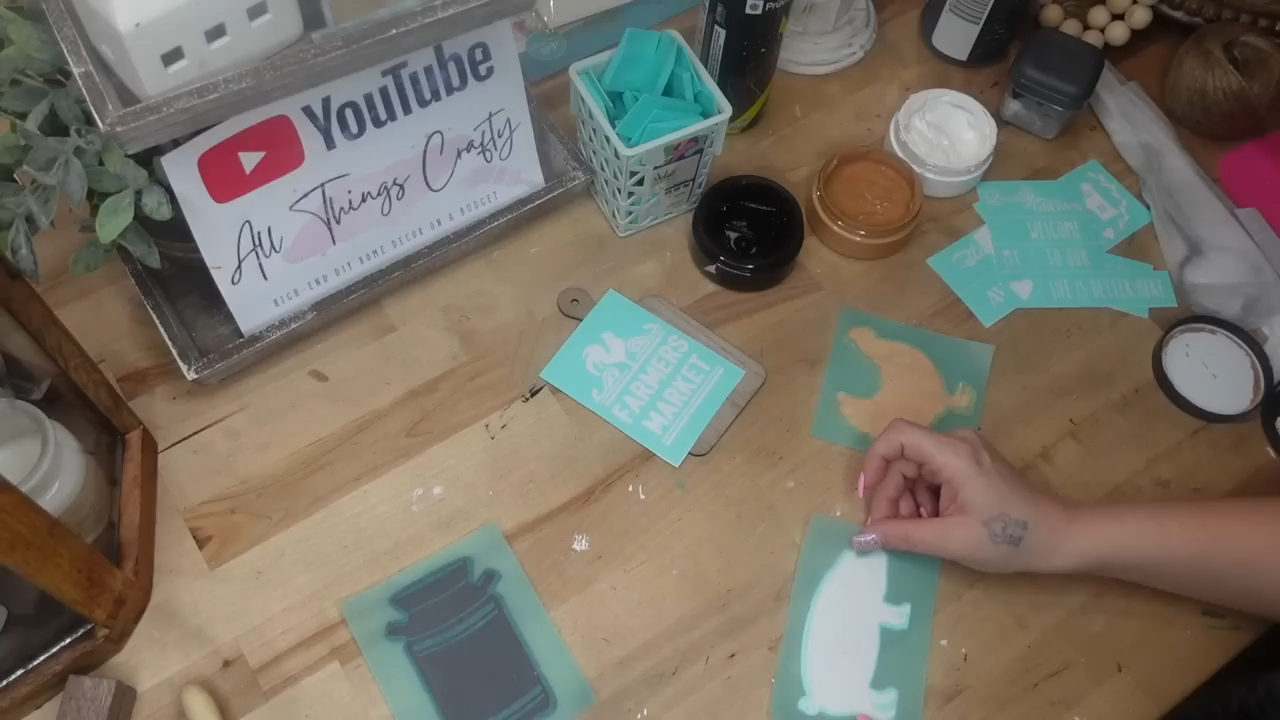 YouTube
All Things Crafty
HIGH-END DIY HOME DECOR ON A BUDGET
FARMERS
MARKET
WELCOME
TO OUR
LIFE IS BETTER HERE